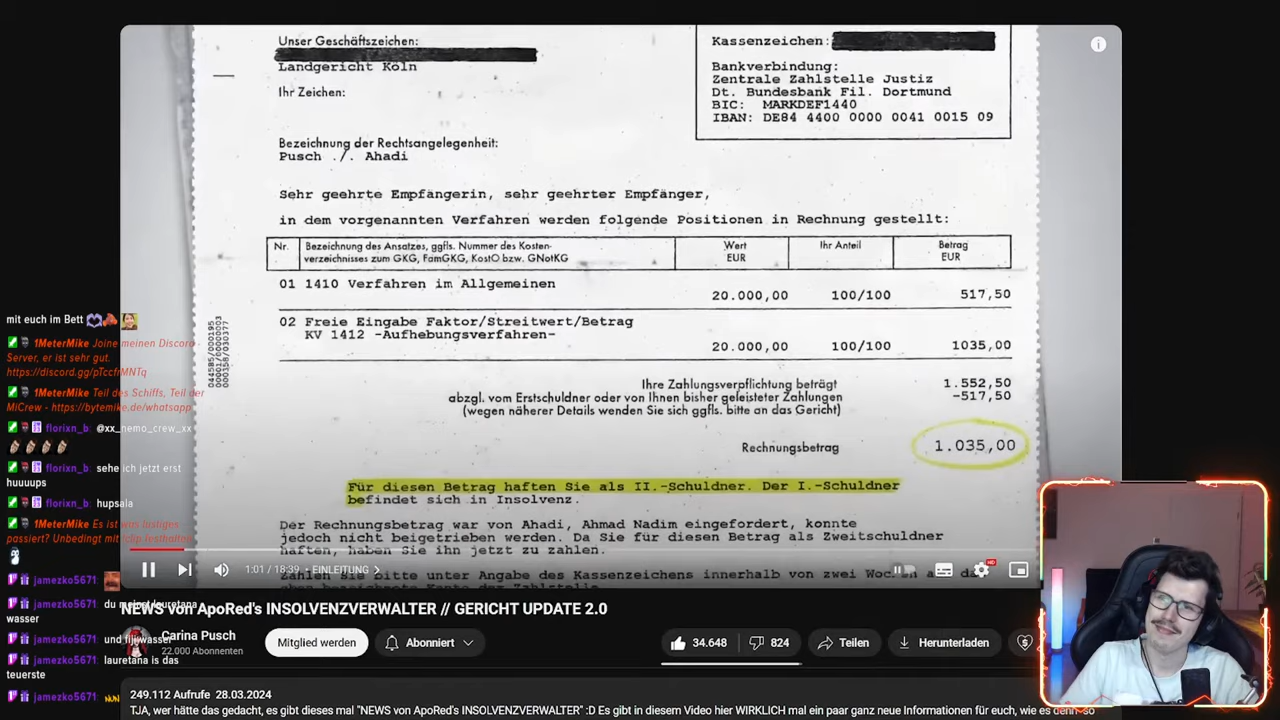 Unser Geschäftszeichen:
Landgericht Köln
Ihr Zeichen:
Kassenzeichen:
Bankverbindung:
Zentrale Zahlstelle Justiz
Dt. Bundesbank Fil. Dortmund
BIC: MARKDEF1440
IBAN: DE84 4400 0000 0041 0015 09
Bezeichnung der Rechtsangelegenheit:
Pusch ./. Ahadi
Sehr geehrte Empfängerin, sehr geehrter Empfänger,
in dem vorgenannten Verfahren werden folgende Positionen in Rechnung gestellt:
Nr. Bezeichnung des Ansatzes, ggfls. Nummer des Kosten- Wert Ihr Anteil Betrag
verzeichnisses zum GKG, FamGKG, KostO bzw. GNotKG EUR EUR
01 1410 Verfahren im Allgemeinen
20.000,00 100/100 517,50
02 Freie Eingabe Faktor/Streitwert/Betrag
KV 1412 -Aufhebungsverfahren-
20.000,00 100/100 1035,00
Ihre Zahlungsverpflichtung beträgt 1.552,50
abzgl. vom Erstschuldner oder von Ihnen bisher geleisteter Zahlungen -517,50
(wegen näherer Details wenden Sie sich ggfls. bitte an das Gericht)
Rechnungsbetrag 1.035,00
Für diesen Betrag haften Sie als II.-Schuldner. Der I.-Schuldner
befindet sich in Insolvenz.
Der Rechnungsbetrag war von Ahadi, Ahmad Nadim eingefordert, konnte
jedoch nicht beigetrieben werden. Da Sie für diesen Betrag als Zweitschuldner
haften, haben Sie ihn jetzt zu zahlen.
Zahlen Sie bitte unter Angabe des Kassenzeichens innerhalb von zwei
mit euch im Bett
1MeterMike Joine meinen Discord
Server, er ist sehr gut.
1MeterMike Teil des Schiffs, Teil der
MiCrew - https://bytemike.de/whatsapp
florixn_b: @xx_nemo_crew_xx
florixn_b: sehe ich jetzt erst
huuuups
florixn_b: hupsala
1MeterMike Es ist was lustiges
passiert? Unbedingt mit
jamezko5671:
jamezko5671:
wasser
jamezko5671: und
jamezko5671: lauretana is das
teuerste
jamezko5671:
1:01 / 18:39 • EINLEITUNG
HD
NEWS von ApoRed's INSOLVENZVERWALTER // GERICHT UPDATE 2.0
Carina Pusch
22.000 Abonnenten
Mitglied werden
Abonniert
34.648
824
Teilen
Herunterladen
249.112 Aufrufe 28.03.2024
TJA, wer hätte das gedacht, es gibt dieses mal "NEWS von ApoRed's INSOLVENZVERWALTER" :D Es gibt in diesem Video hier WIRKLICH mal ein paar ganz neue Informationen für euch, wie es denn so